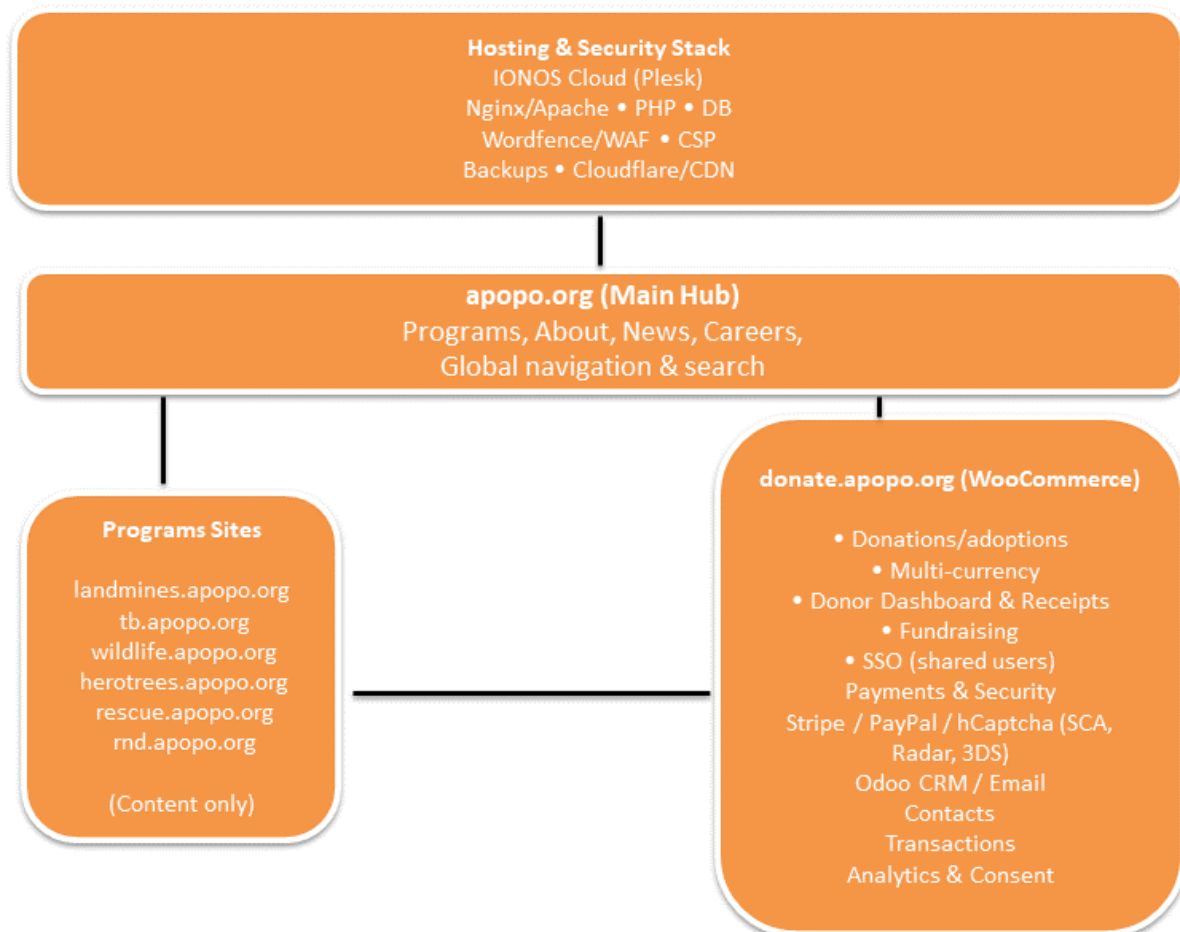 Hosting & Security Stack
IONOS Cloud (Plesk)
Nginx/Apache • PHP • DB
Wordfence/WAF • CSP
Backups • Cloudflare/CDN
apopo.org (Main Hub)
Programs, About, News, Careers,
Global navigation & search
Programs Sites
landmines.apopo.org
tb.apopo.org
wildlife.apopo.org
herotrees.apopo.org
rescue.apopo.org
rnd.apopo.org
(Content only)
donate.apopo.org (WooCommerce)
• Donations/adoptions
• Multi-currency
• Donor Dashboard & Receipts
• Fundraising
• SSO (shared users)
Payments & Security
Stripe / PayPal / hCaptcha (SCA,
Radar, 3DS)
Odoo CRM / Email
Contacts
Transactions
Analytics & Consent